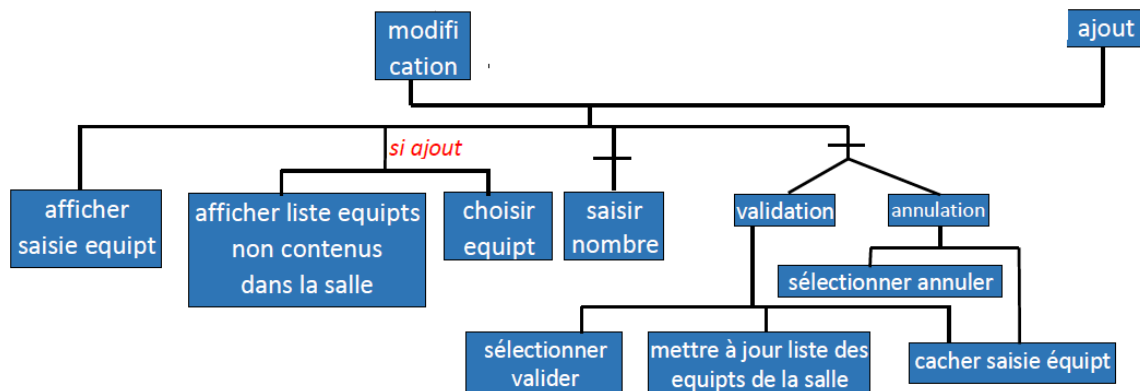 modifi
cation
ajout
si ajout
afficher
saisie equipt
afficher liste equipts
non contenus
dans la salle
choisir
equipt
saisir
nombre
validation
annulation
sélectionner annuler
sélectionner
valider
mettre à jour liste des
equipts de la salle
cacher saisie équipt